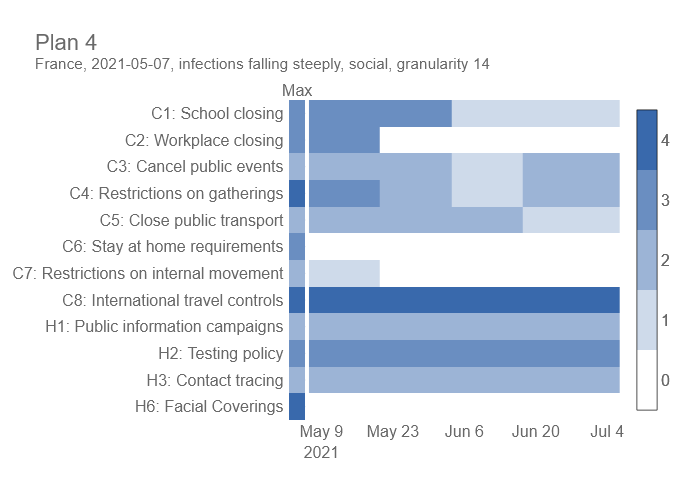 Plan 4
France, 2021-05-07, infections falling steeply, social, granularity 14
Max
C1: School closing
C2: Workplace closing
C3: Cancel public events
C4: Restrictions on gatherings
C5: Close public transport
C6: Stay at home requirements
C7: Restrictions on internal movement
C8: International travel controls
H1: Public information campaigns
H2: Testing policy
H3: Contact tracing
H6: Facial Coverings
4
3
2
1
0
May 9 May 23 Jun 6 Jun 20 Jul 4
2021